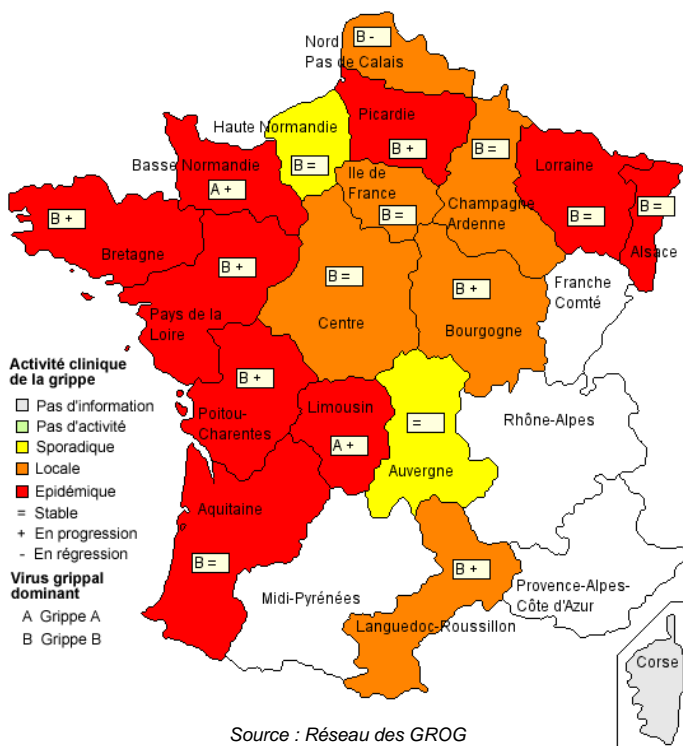 Nord
Pas de Calais
B -
Picardie
B +
Haute Normandie
B =
Basse Normandie
A +
Ile de
France
B =
B =
Champagne
Ardenne
Lorraine
B =
B =
Alsace
B +
Bretagne
B +
Pays de la
Loire
B =
Centre
B +
Bourgogne
Franche
Comté
B +
Poitou-
Charentes
Limousin
A +
=
Auvergne
Rhône-Alpes
Aquitaine
B =
Midi-Pyrénées
B +
Languedoc-Roussillon
Provence-Alpes-
Côte d'Azur
Corse
Activité clinique
de la grippe
Pas d'information
Pas d'activité
Sporadique
Locale
Epidémique
= Stable
+ En progression
- En régression
Virus grippal
dominant
A Grippe A
B Grippe B
Source : Réseau des GROG